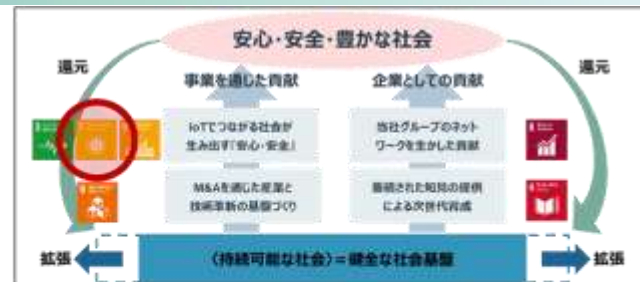 安心・安全・豊かな社会
還元
還元
事業を通じた貢献
企業としての貢献
IoTでつながる社会が
生み出す「安心・安全」
当社グループのネット
ワークを生かした貢献
M&Aを通じた産業と
技術革新の基盤づくり
蓄積された知見の提供
による次世代育成
拡張
〈持続可能な社会〉＝健全な社会基盤
拡張